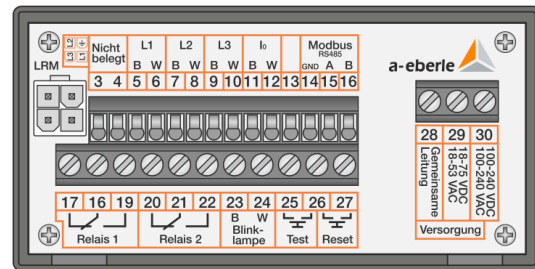 L2 ⏚
L3 L1
LRM
Nicht belegt
L1 L2 L3 I₀ Modbus
RS485
B W B W B W B W GND A B
3 4 5 6 7 8 9 10 11 12 13 14 15 16
a-eberle
28 29 30
Gemeinsame Leitung
18-75 VDC
18-53 VAC
100-240 VDC
100-240 VAC
Versorgung
17 16 19 20 21 22 23 24 25 26 27
B W
Relais 1 Relais 2 Blink-
lampe Test Reset